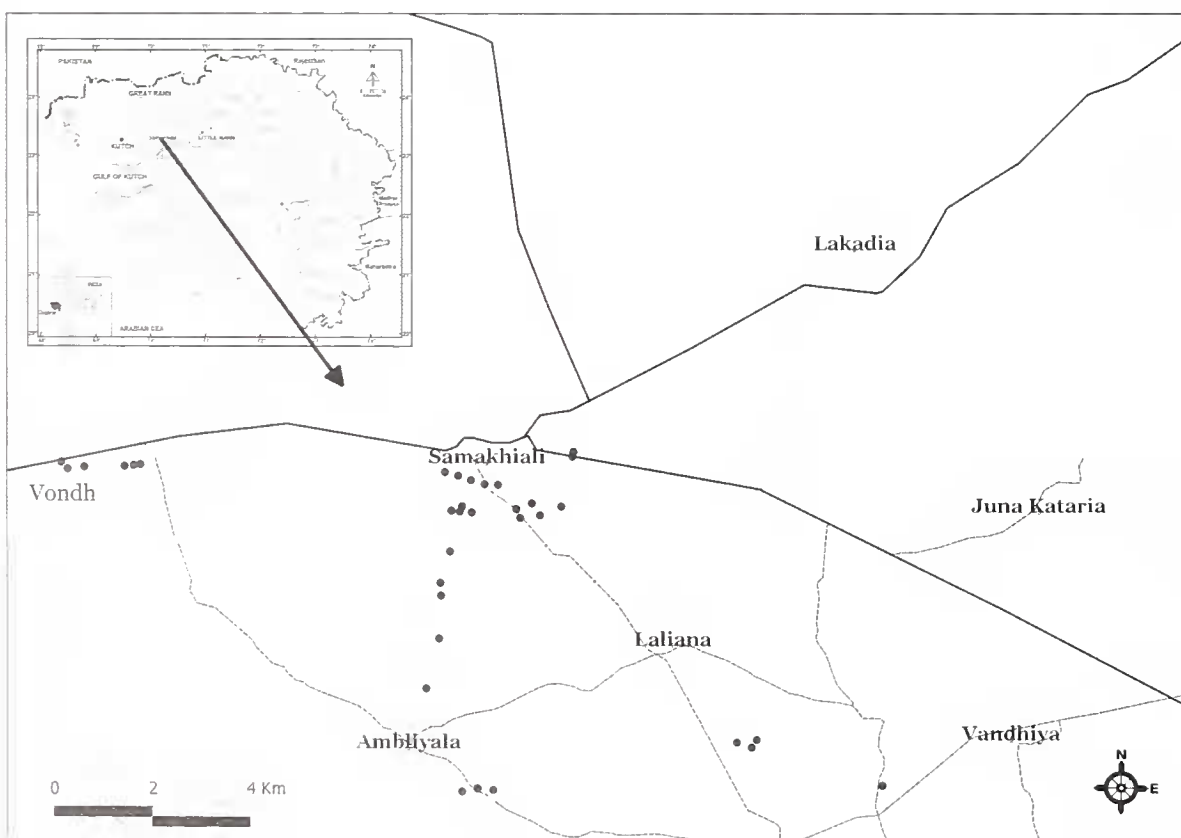 PAKISTAN
Rajasthan
N
GREAT RANN
LITTLE RANN
KUTCH
GULF OF KUTCH
INDIA
ARABIAN SEA
Lakadia
Samakhiali
Vondh
Juna Kataria
Laliana
Ambliyala
Vandhiya
0 2 4 Km
N
E